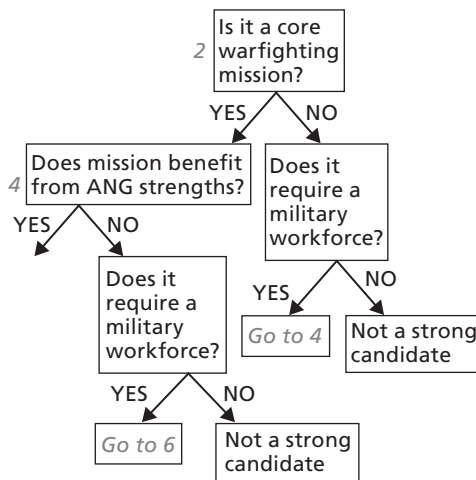 2
Is it a core
warfighting
mission?
YES
NO
4
Does mission benefit
from ANG strengths?
Does it
require a
military
workforce?
YES
NO
Does it
require a
military
workforce?
YES
NO
Go to 4
Not a strong
candidate
YES
NO
Go to 6
Not a strong
candidate